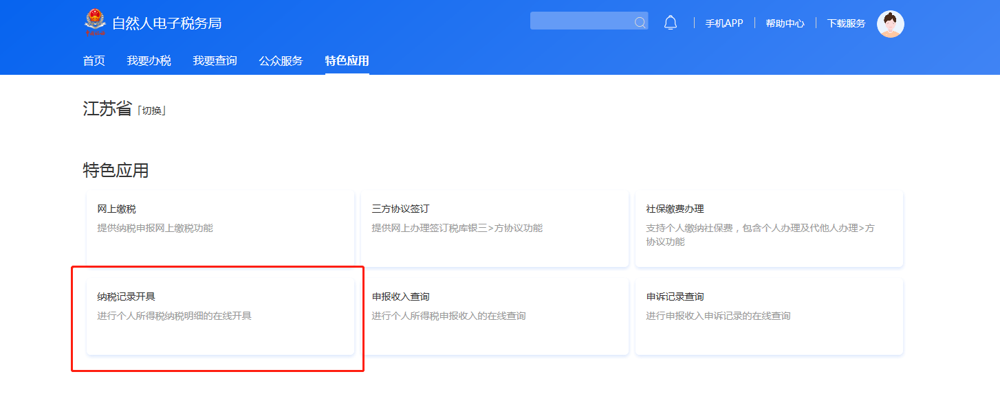 自然人电子税务局
手机APP
帮助中心
下载服务
首页
我要办税
我要查询
公众服务
特色应用
江苏省「切换」
特色应用
网上缴税
提供纳税申报网上缴税功能
三方协议签订
提供网上办理签订税库银三>方协议功能
社保缴费办理
支持个人缴纳社保费，包含个人办理及代他人办理>方
协议功能
纳税记录开具
进行个人所得税纳税明细的在线开具
申报收入查询
进行个人所得税申报收入的在线查询
申诉记录查询
进行申报收入申诉记录的在线查询